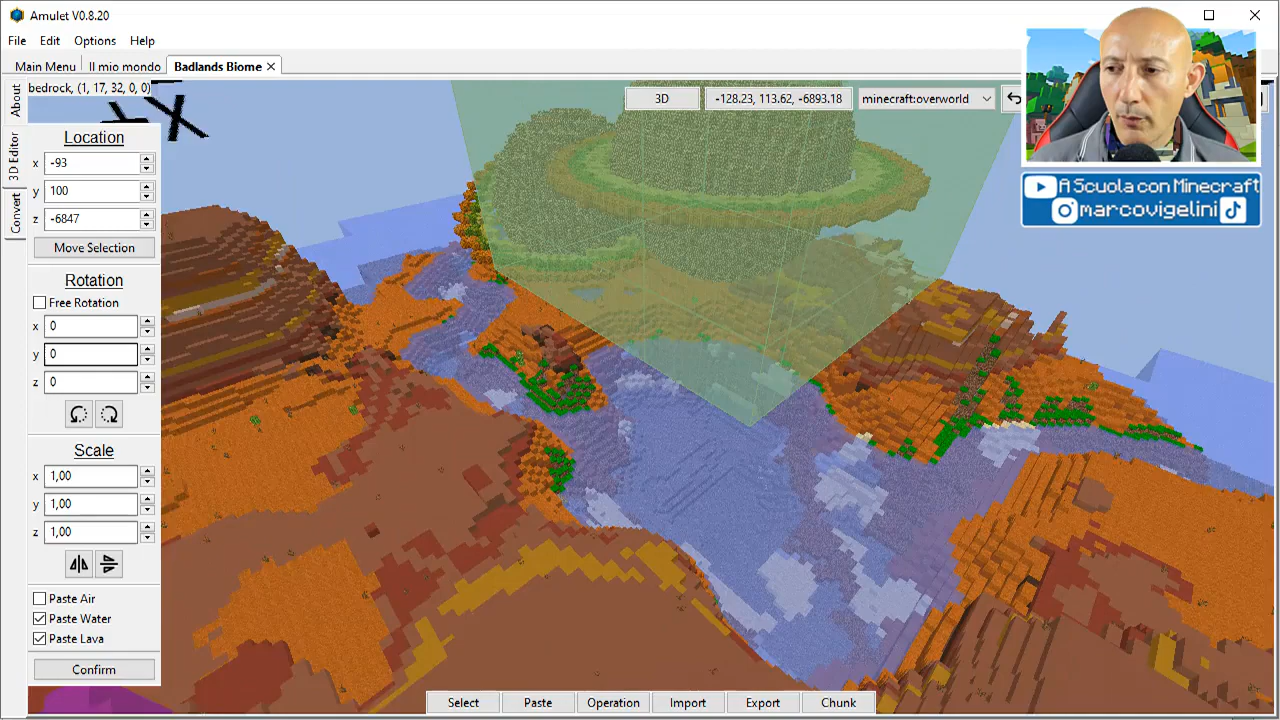 Amulet V0.8.20
File Edit Options Help
Main Menu Il mio mondo Badlands Biome
bedrock, (1, 17, 32, 0, 0)
X
About
3D Editor
Convert
3D -128.23, 113.62, -6893.18 minecraft:overworld
Location
x -93
y 100
z -6847
Move Selection
Rotation
Free Rotation
x 0
y 0
z 0
Scale
x 1,00
y 1,00
z 1,00
Paste Air
Paste Water
Paste Lava
Confirm
Select Paste Operation Import Export Chunk
A Scuola con Minecraft
marcovigelini